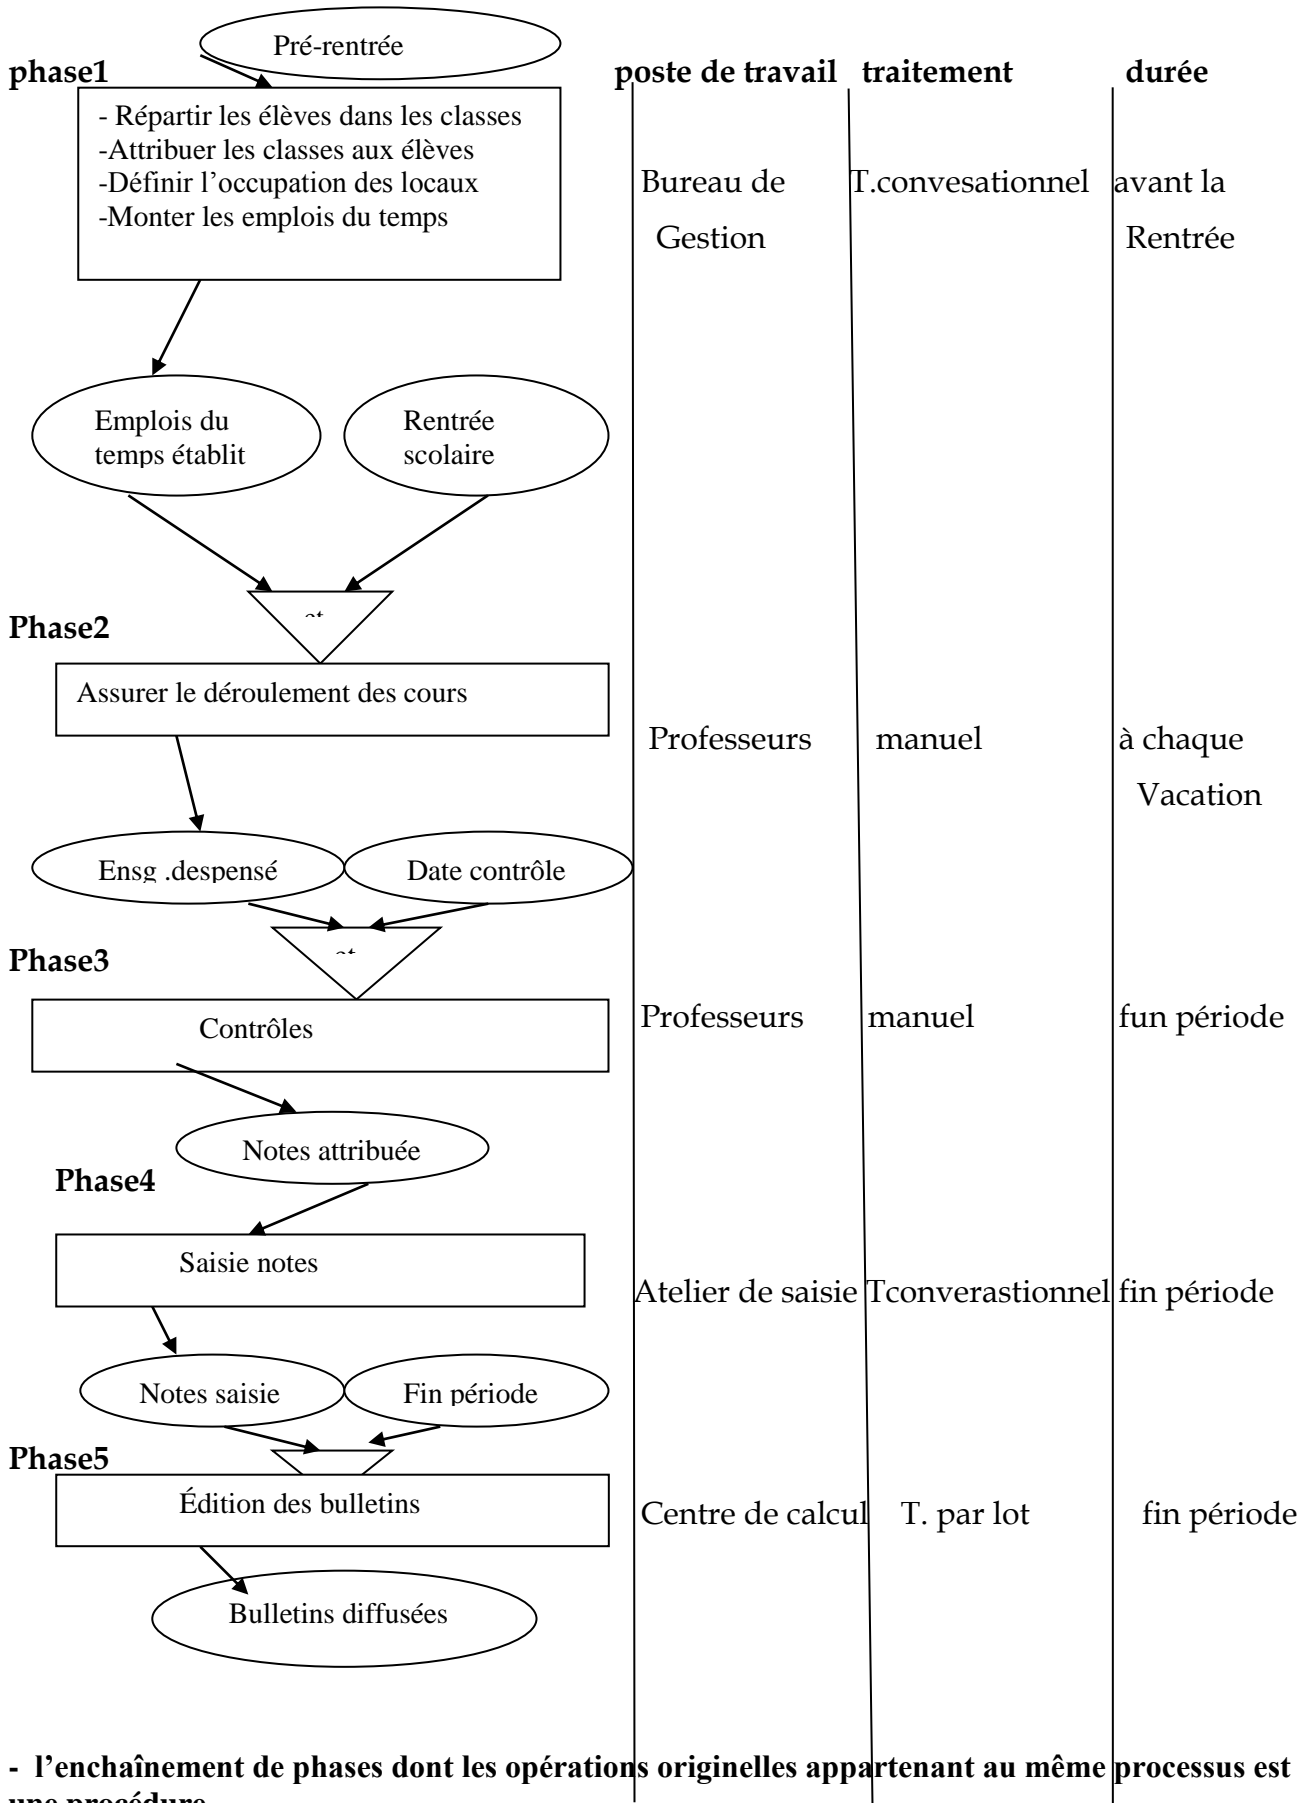 Pré-rentrée
phase1 poste de travail traitement durée
- Répartir les élèves dans les classes
-Attribuer les classes aux élèves
-Définir l’occupation des locaux
-Monter les emplois du temps
Bureau de T.convesationnel avant la
Gestion Rentrée
Emplois du
temps établit
Rentrée
scolaire
et
Phase2
Assurer le déroulement des cours
Professeurs manuel à chaque
Vacation
Ensg .despensé
Date contrôle
et
Phase3
Contrôles
Professeurs manuel fun période
Notes attribuée
Phase4
Saisie notes
Atelier de saisie Tconverastionnel fin période
Notes saisie
Fin période
Phase5
Édition des bulletins
Centre de calcul T. par lot fin période
Bulletins diffusées
- l’enchaînement de phases dont les opérations originelles appartenant au même processus est
une procédure